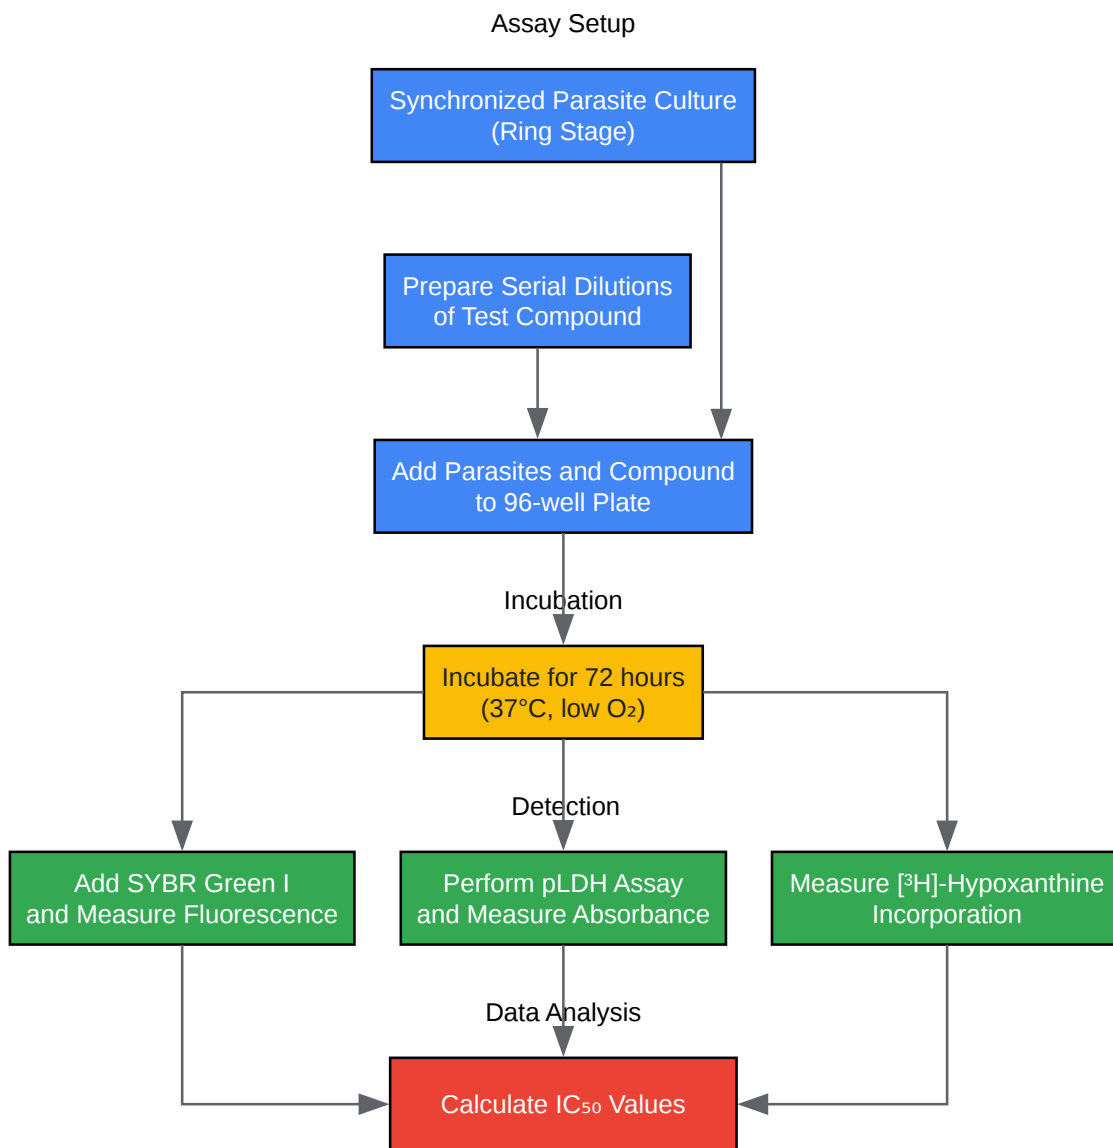 Assay Setup
Synchronized Parasite Culture
(Ring Stage)
Prepare Serial Dilutions
of Test Compound
Add Parasites and Compound
to 96-well Plate
Incubation
Incubate for 72 hours
(37°C, low O₂)
Detection
Add SYBR Green I
and Measure Fluorescence
Perform pLDH Assay
and Measure Absorbance
Measure [³H]-Hypoxanthine
Incorporation
Data Analysis
Calculate IC₅₀ Values